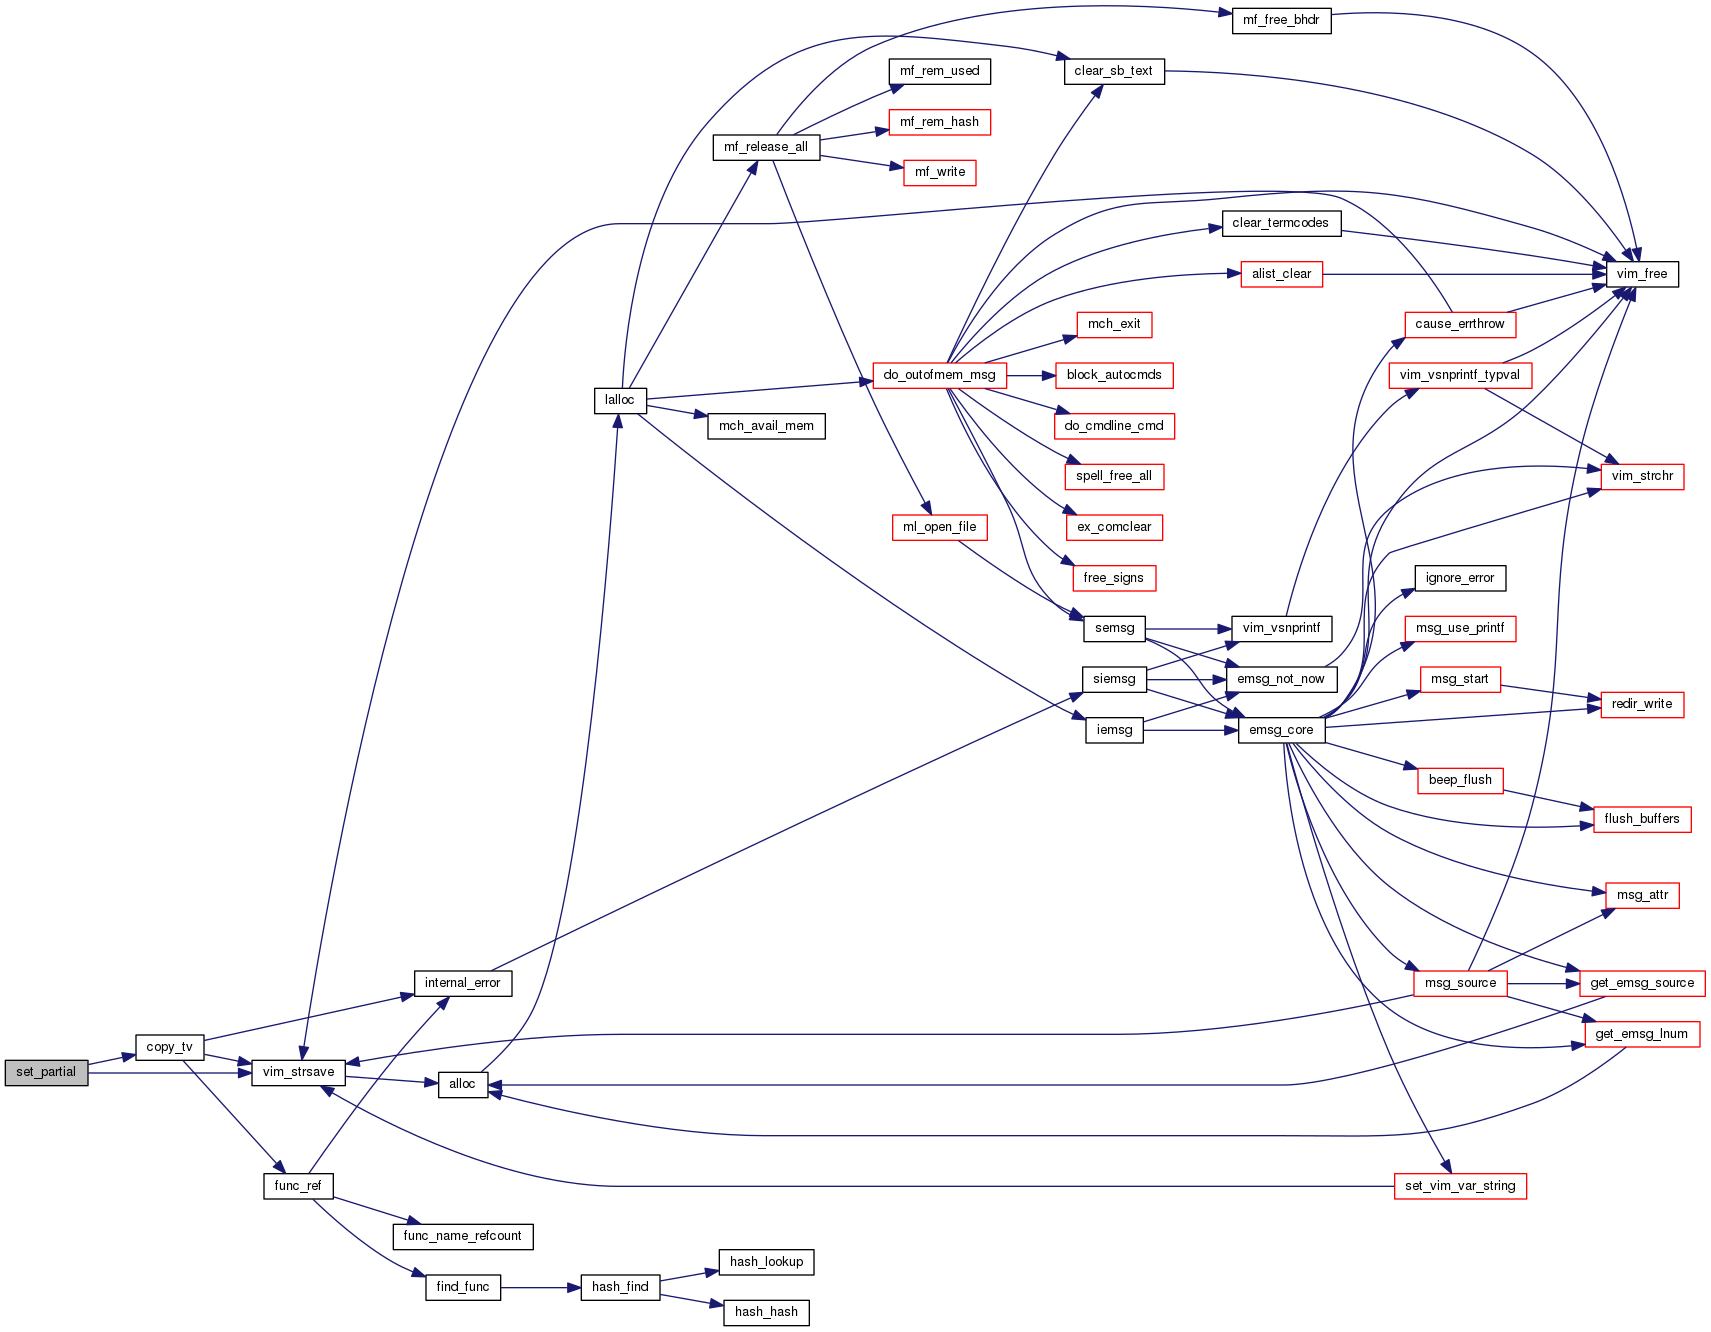 mf_free_bhdr
mf_rem_used
clear_sb_text
mf_rem_hash
mf_release_all
mf_write
clear_termcodes
alist_clear
vim_free
mch_exit
cause_errthrow
do_outofmem_msg
block_autocmds
vim_vsnprintf_typval
lalloc
mch_avail_mem
do_cmdline_cmd
spell_free_all
vim_strchr
ml_open_file
ex_comclear
free_signs
ignore_error
semsg
vim_vsnprintf
msg_use_printf
siemsg
emsg_not_now
msg_start
redir_write
iemsg
emsg_core
beep_flush
flush_buffers
msg_attr
internal_error
msg_source
get_emsg_source
get_emsg_lnum
copy_tv
set_partial
vim_strsave
alloc
func_ref
set_vim_var_string
func_name_refcount
hash_lookup
find_func
hash_find
hash_hash